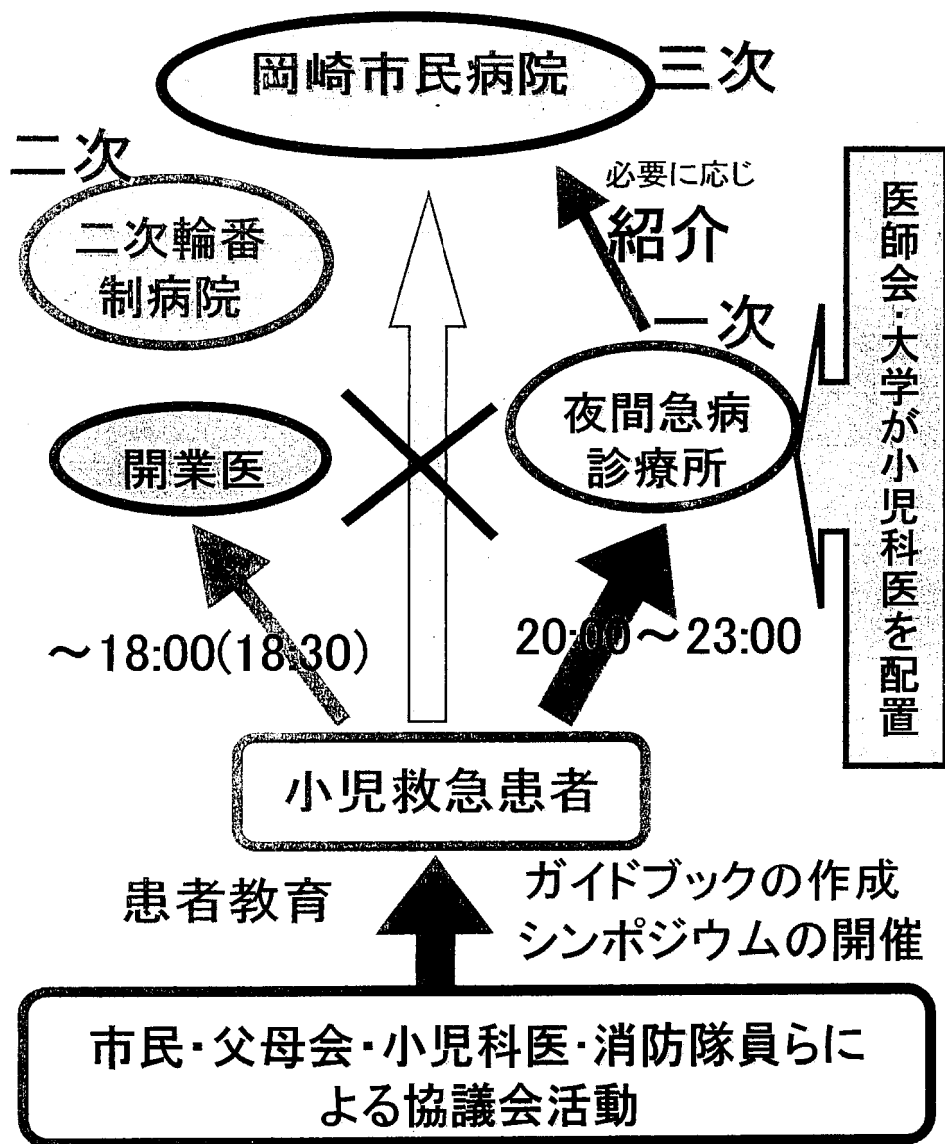 岡崎市民病院
三次
二次
二次輪番
制病院
必要に応じ
紹介
一次
夜間急病
診療所
開業医
医師会・大学が小児科医を配置
～18:00(18:30)
20:00～23:00
小児救急患者
患者教育
ガイドブックの作成
シンポジウムの開催
市民・父母会・小児科医・消防隊員らに
よる協議会活動